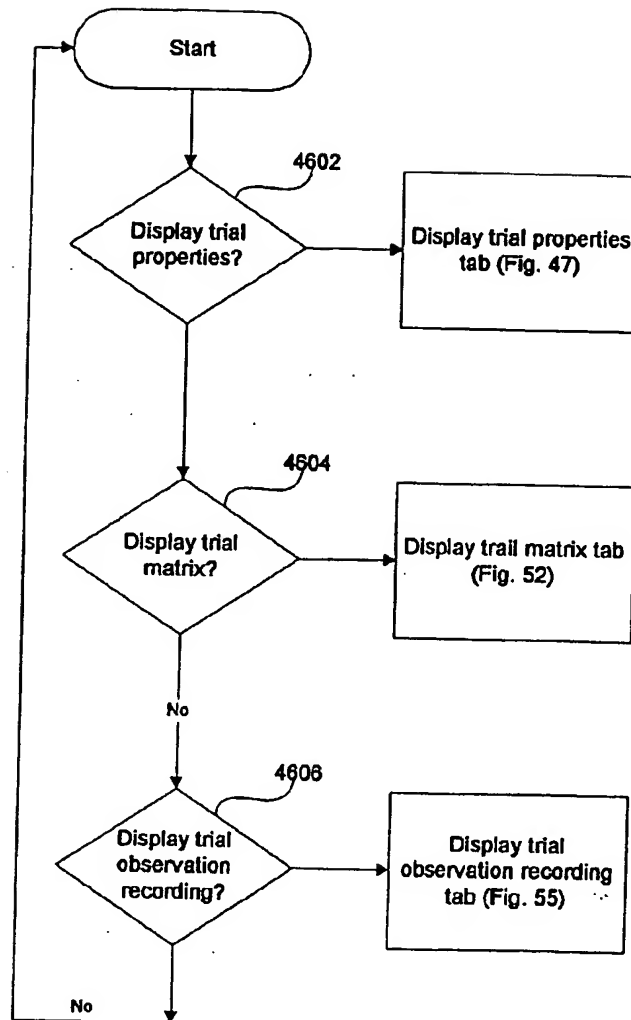 Start
4602
Display trial
properties?
Display trial properties
tab (Fig. 47)
4604
Display trial
matrix?
Display trail matrix tab
(Fig. 52)
No
4606
Display trial
observation
recording?
Display trial
observation recording
tab (Fig. 55)
No